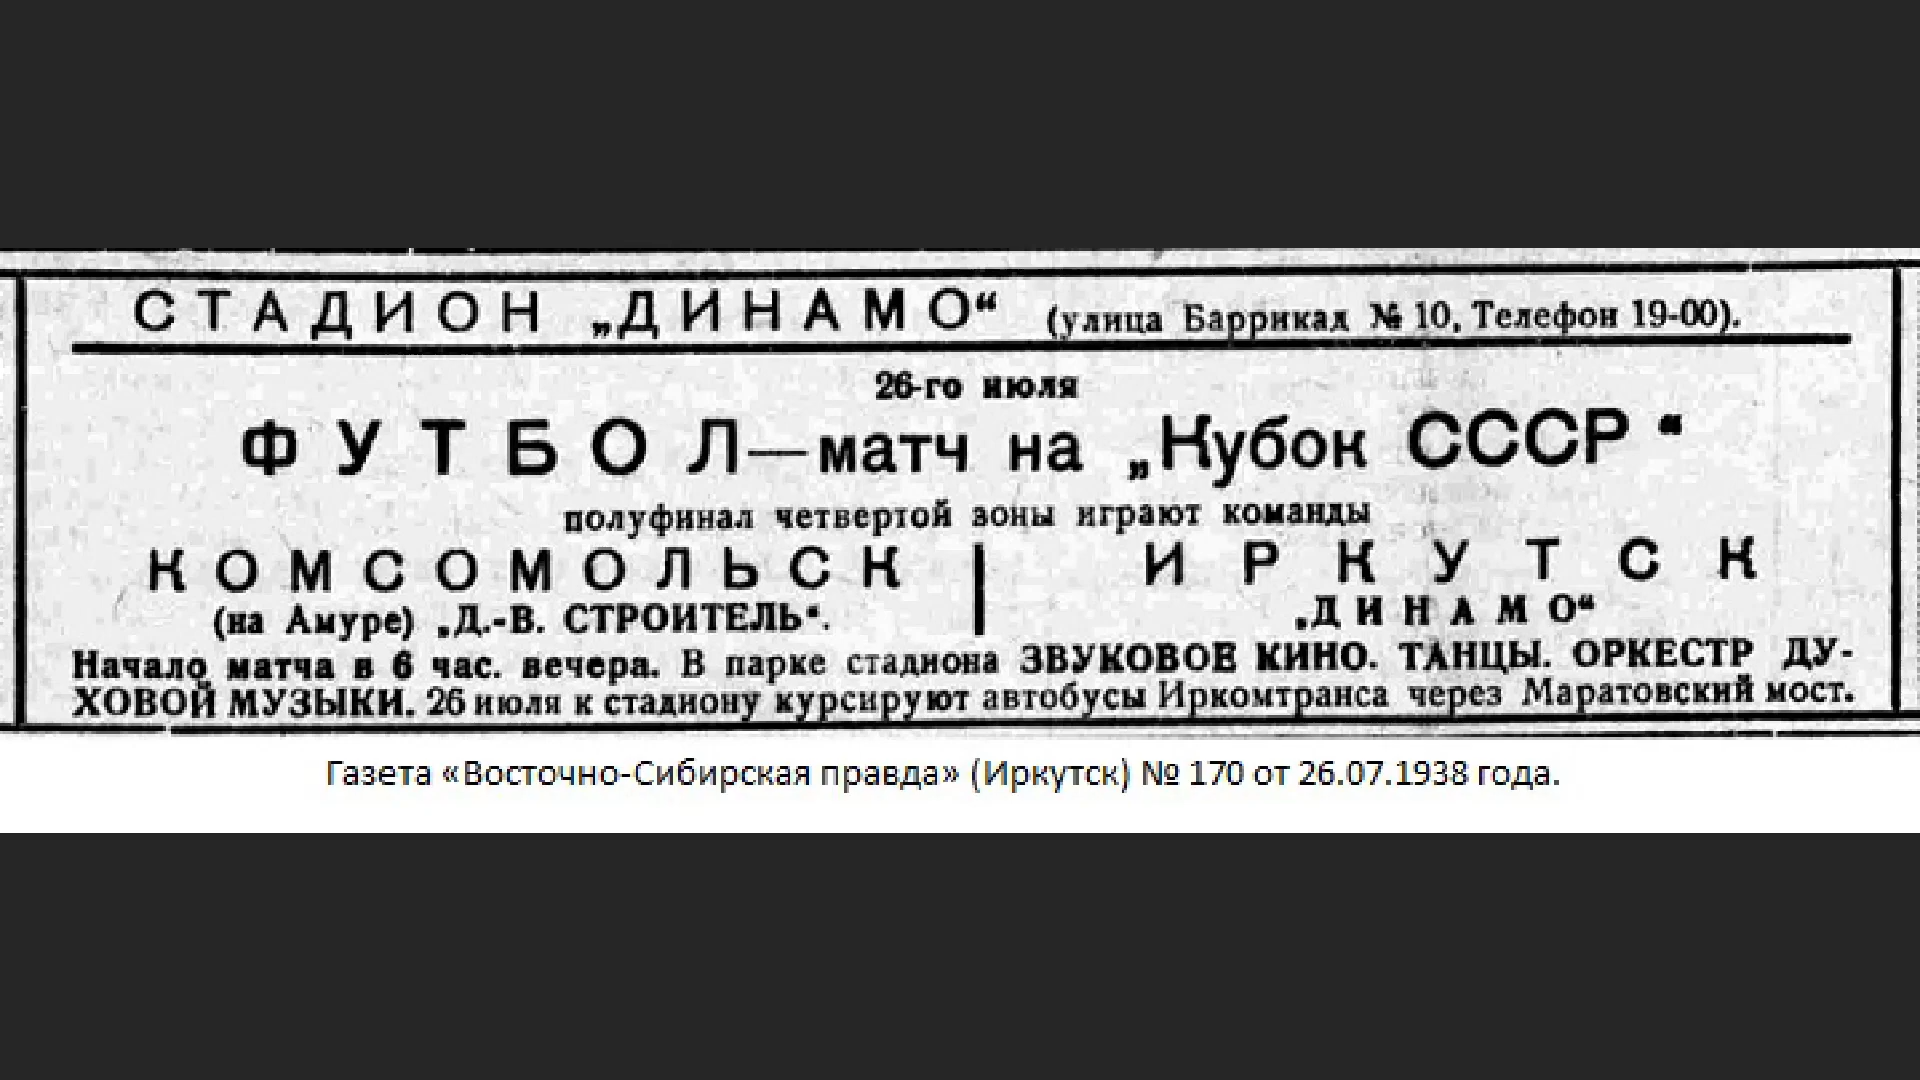 СТАДИОН „ДИНАМО“ (улица Баррикад № 10, Телефон 19-00).
26-го июля
ФУТБОЛ—матч на „Кубок СССР“
полуфинал четвертой зоны играют команды
КОМСОМОЛЬСК | ИРКУТСК
(на Амуре) „Д.-В. СТРОИТЕЛЬ“. „ДИНАМО“
Начало матча в 6 час. вечера. В парке стадиона ЗВУКОВОЕ КИНО. ТАНЦЫ. ОРКЕСТР ДУ-
ХОВОЙ МУЗЫКИ. 26 июля к стадиону курсируют автобусы Иркомтранса через Маратовский мост.
Газета «Восточно-Сибирская правда» (Иркутск) № 170 от 26.07.1938 года.